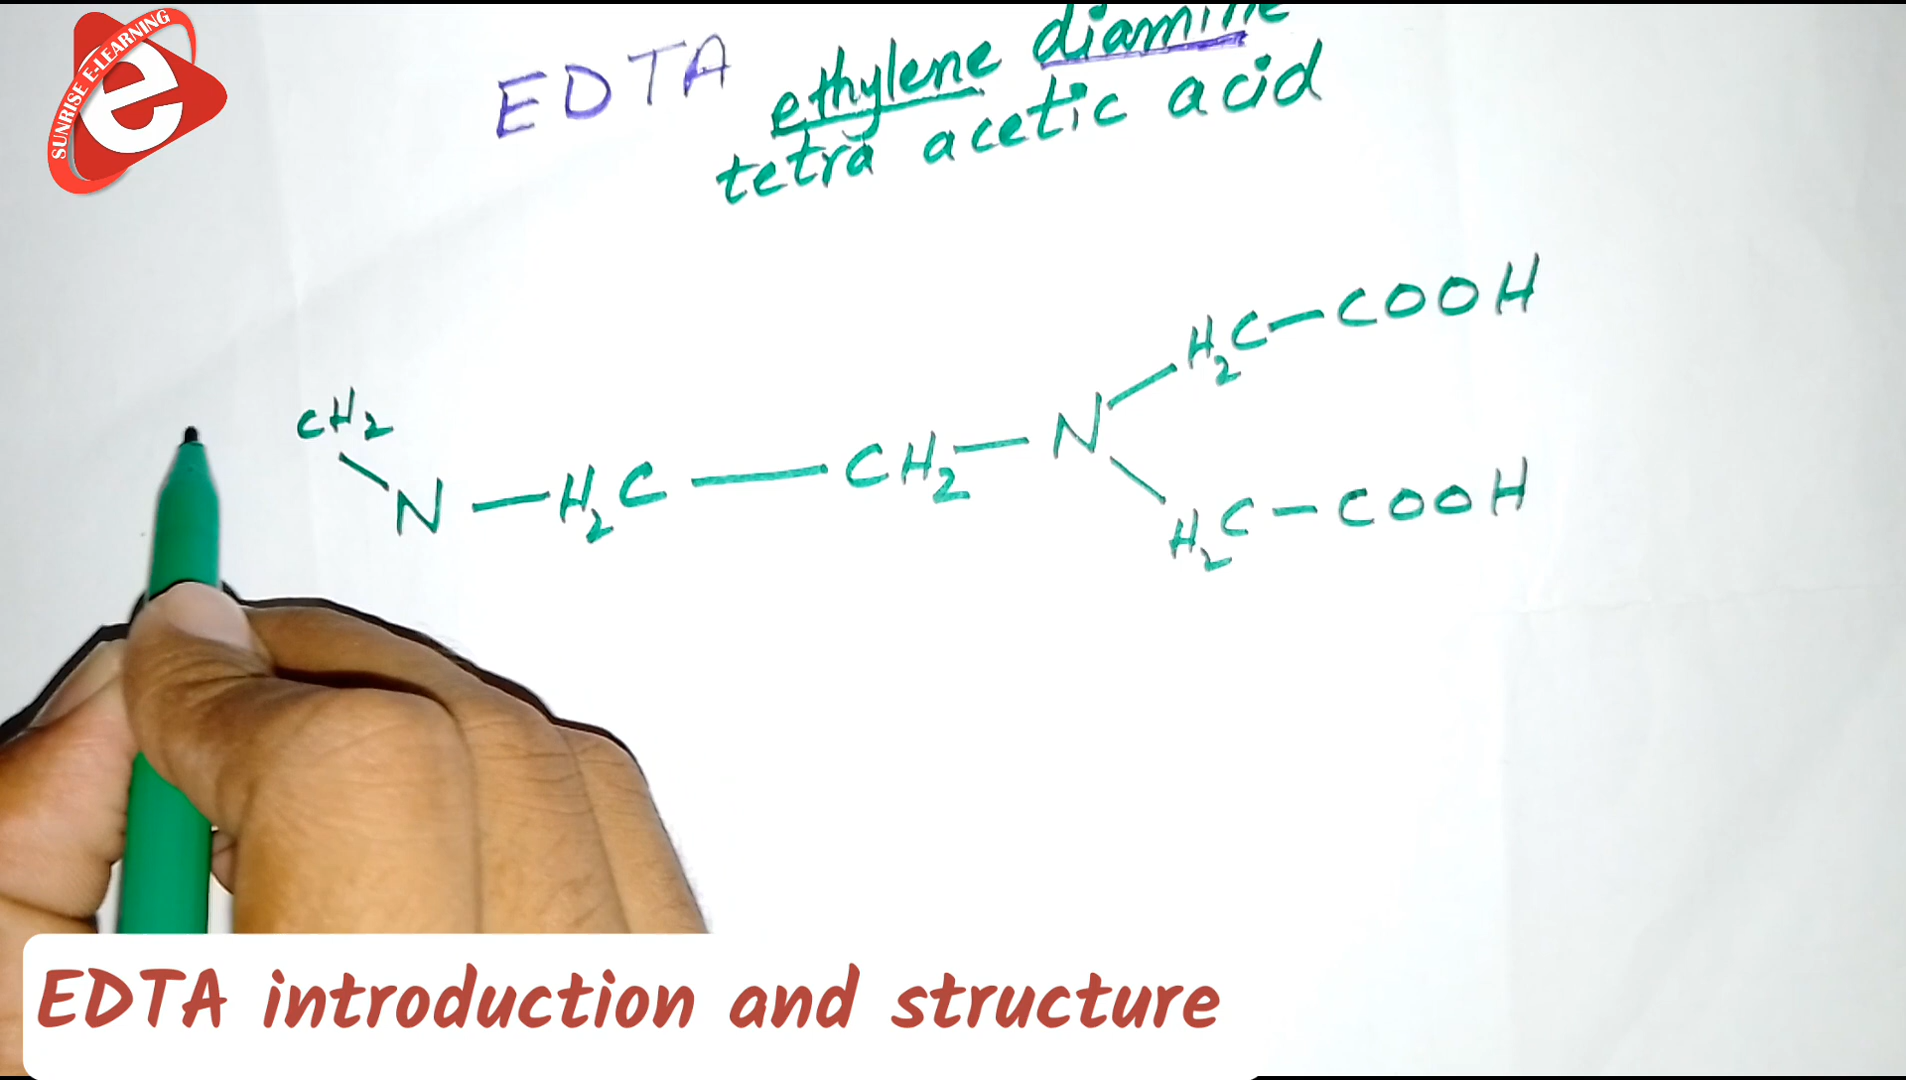 SUNRISE E-LEARNING
e
EDTA ethylene diamine
tetra acetic acid
H2C-COOH
CH2
N-H2C-CH2-N
H2C-COOH
EDTA introduction and structure